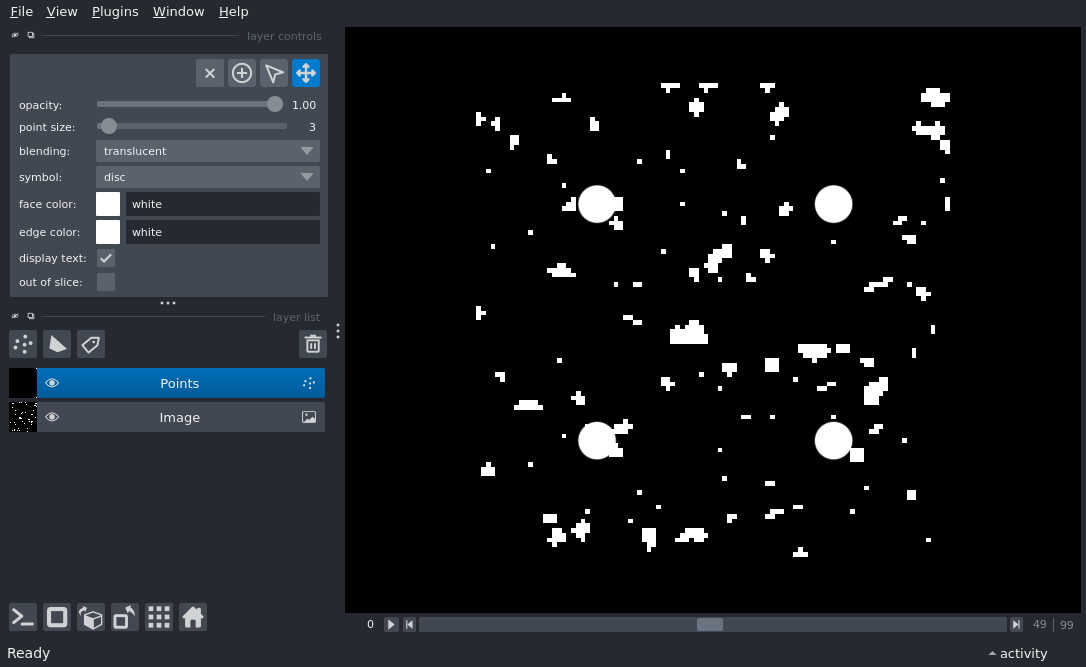 File View Plugins Window Help
layer controls
opacity: 1.00
point size: 3
blending: translucent
symbol: disc
face color: white
edge color: white
display text:
out of slice:
layer list
Points
Image
0 49 99
Ready activity